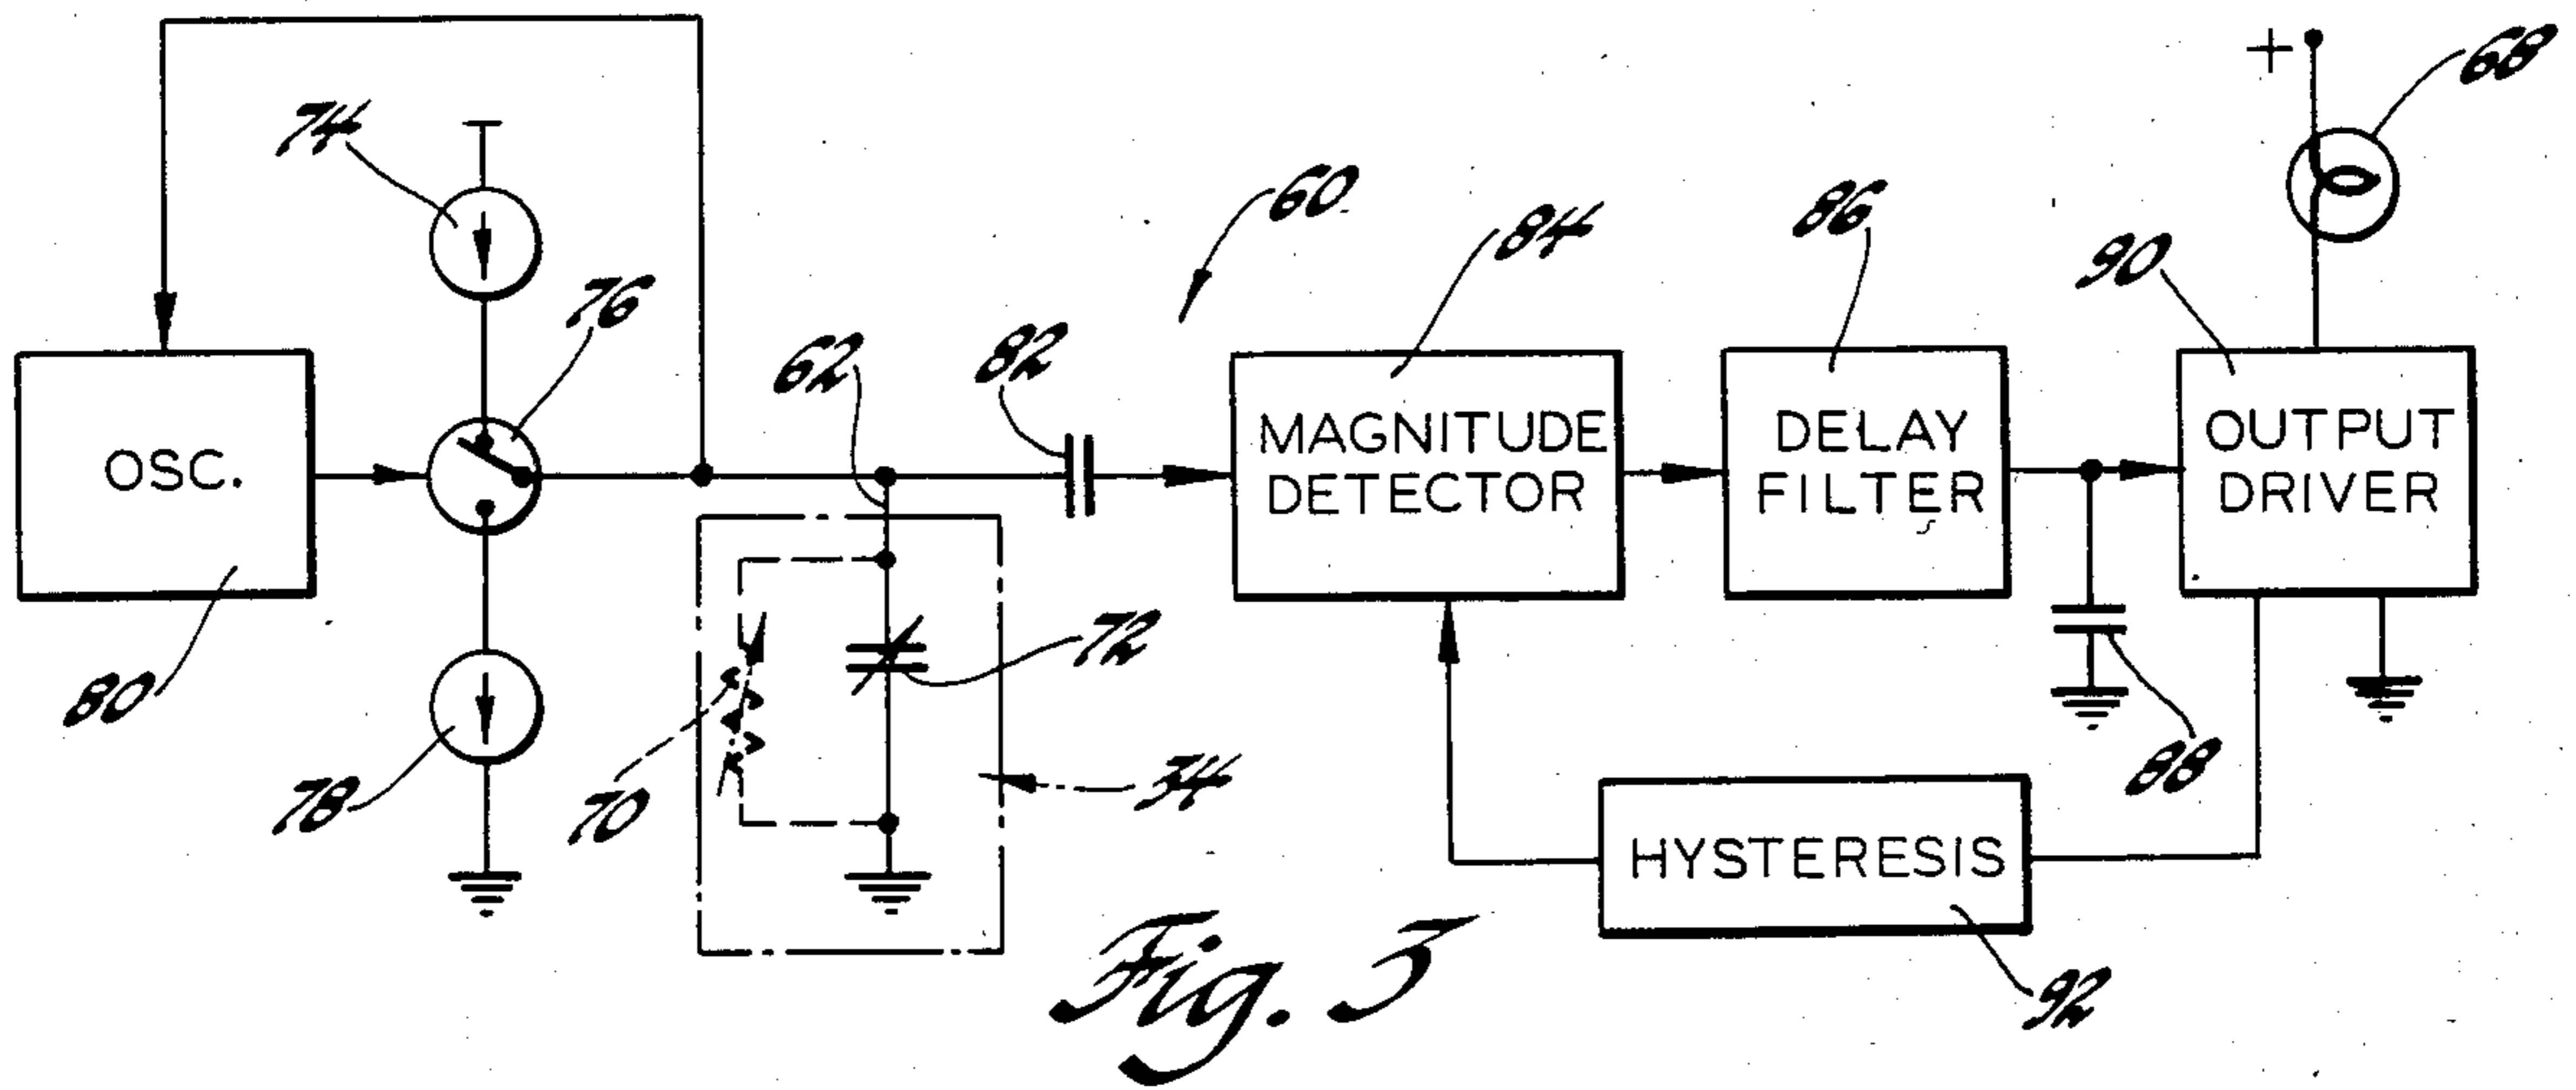 +
68
74
60
84
86
90
76
62
82
OSC.
MAGNITUDE
DETECTOR
DELAY
FILTER
OUTPUT
DRIVER
80
72
78
70
34
88
HYSTERESIS
92
Fig. 3